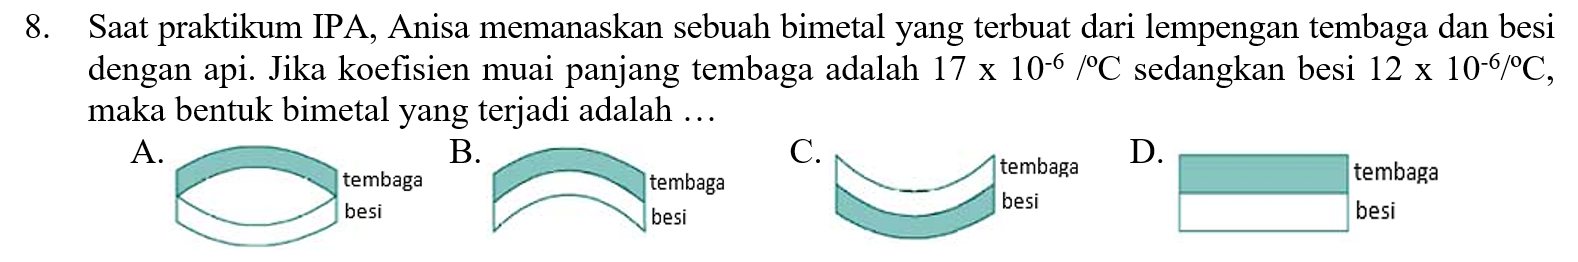 8. Saat praktikum IPA, Anisa memanaskan sebuah bimetal yang terbuat dari lempengan tembaga dan besi
dengan api. Jika koefisien muai panjang tembaga adalah 17 x 10⁻⁶ /ºC sedangkan besi 12 x 10⁻⁶/ºC,
maka bentuk bimetal yang terjadi adalah …
A. tembaga
besi
B. tembaga
besi
C. tembaga
besi
D. tembaga
besi